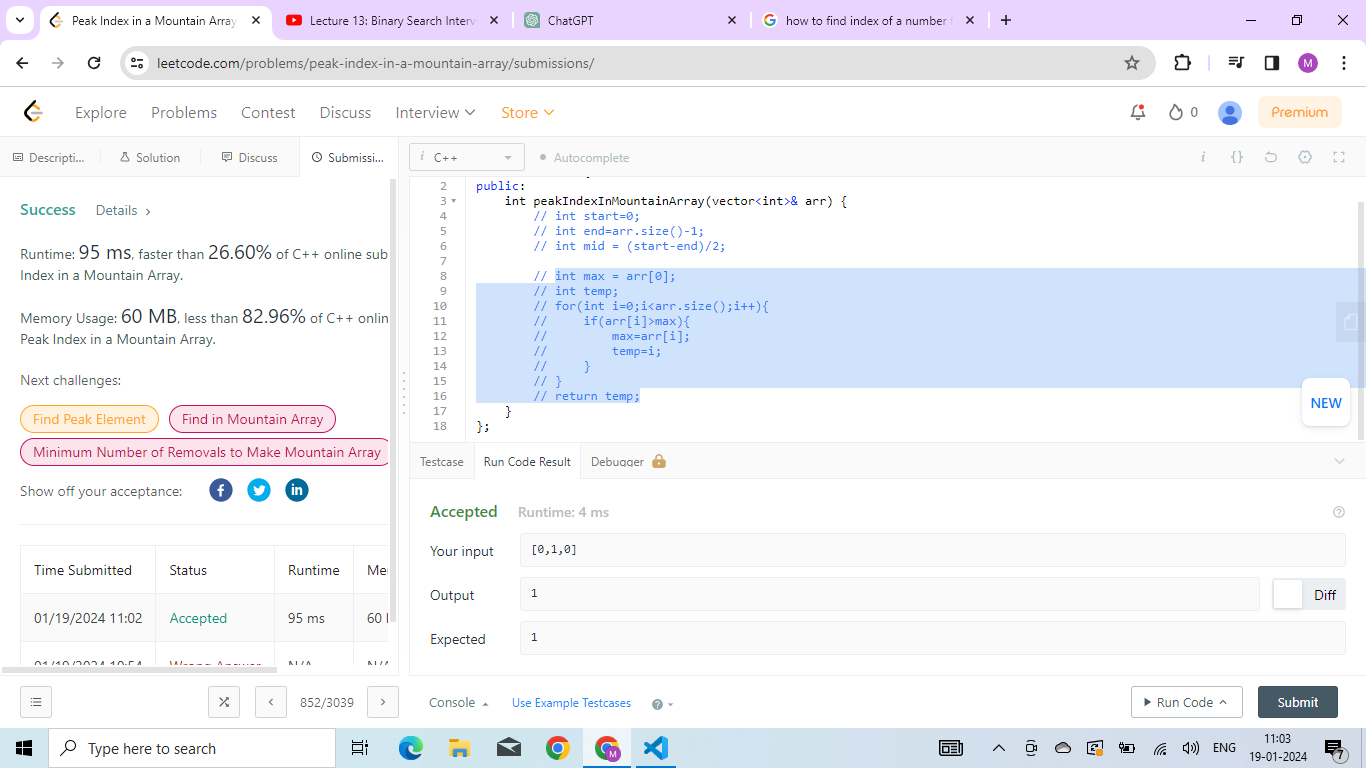 Peak Index in a Mountain Array
Lecture 13: Binary Search Interv
ChatGPT
how to find index of a number f
leetcode.com/problems/peak-index-in-a-mountain-array/submissions/
M
Explore Problems Contest Discuss Interview Store
0
Premium
Descripti... Solution Discuss Submissi...
i C++ Autocomplete
i {}
Success Details
Runtime: 95 ms, faster than 26.60% of C++ online sub
Index in a Mountain Array.
Memory Usage: 60 MB, less than 82.96% of C++ onlin
Peak Index in a Mountain Array.
Next challenges:
Find Peak Element Find in Mountain Array
Minimum Number of Removals to Make Mountain Array
Show off your acceptance:
Time Submitted Status Runtime Me
01/19/2024 11:02 Accepted 95 ms 60
01/19/2024 10:54 Wrong Answer N/A N/A
2 public:
3 int peakIndexInMountainArray(vector<int>& arr) {
4 // int start=0;
5 // int end=arr.size()-1;
6 // int mid = (start-end)/2;
7
8 // int max = arr[0];
9 // int temp;
10 // for(int i=0;i<arr.size();i++){
11 // if(arr[i]>max){
12 // max=arr[i];
13 // temp=i;
14 // }
15 // }
16 // return temp;
17 }
18 };
NEW
Testcase Run Code Result Debugger
Accepted Runtime: 4 ms
Your input [0,1,0]
Output 1 Diff
Expected 1
852/3039
Console Use Example Testcases
Run Code Submit
Type here to search
M
ENG
11:03
19-01-2024
7